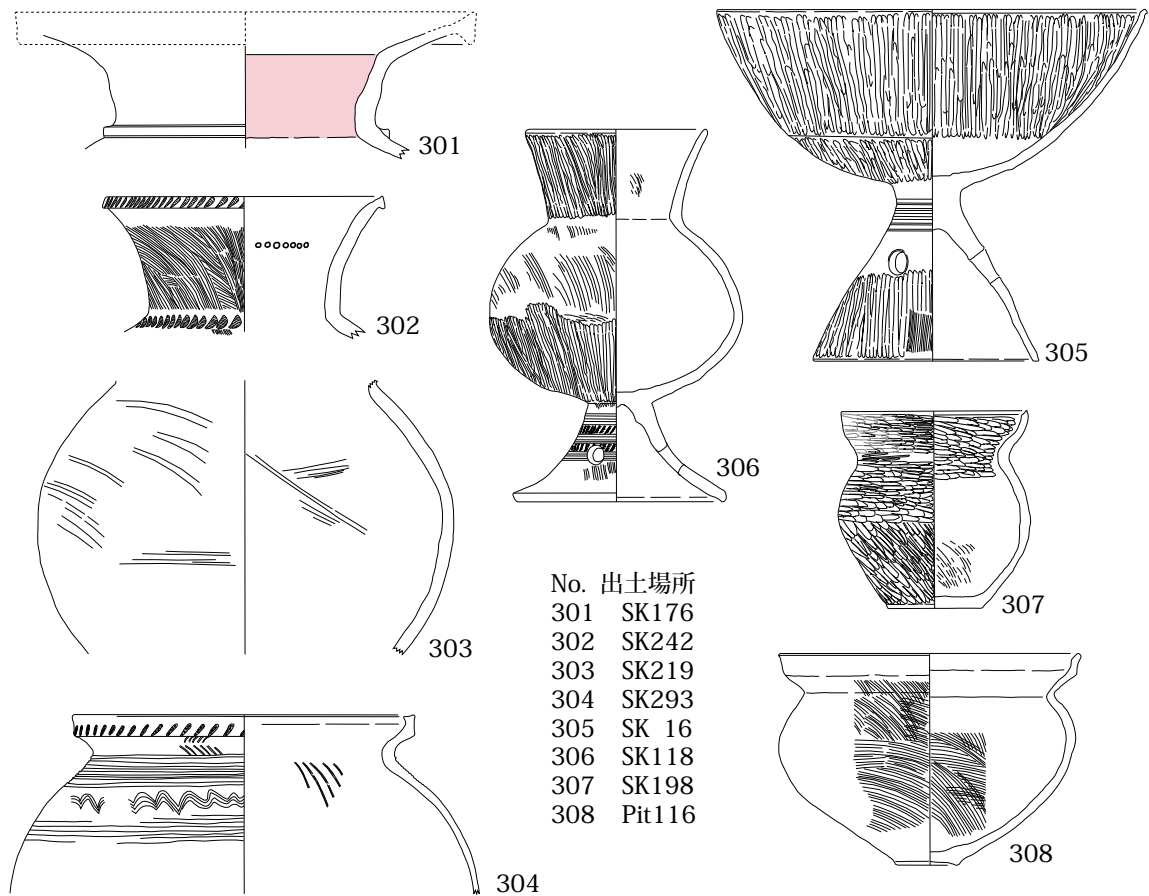 301
302
303
304
305
306
307
308
No. 出土場所
301 SK176
302 SK242
303 SK219
304 SK293
305 SK 16
306 SK118
307 SK198
308 Pit116